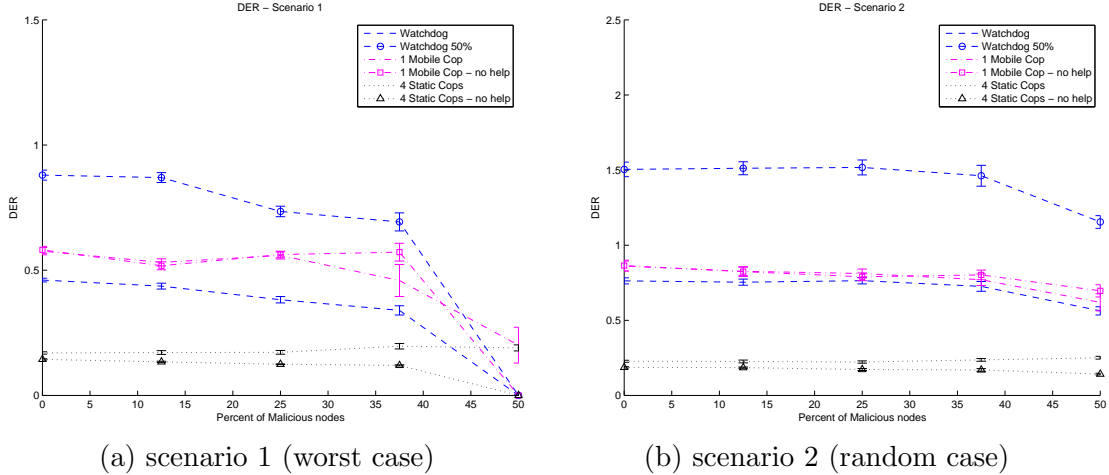 DER – Scenario 1
1.5
1
0.5
0
DER
Watchdog
Watchdog 50%
1 Mobile Cop
1 Mobile Cop – no help
4 Static Cops
4 Static Cops – no help
0 5 10 15 20 25 30 35 40 45 50
Percent of Malicious nodes
(a) scenario 1 (worst case)
DER – Scenario 2
2.5
2
1.5
1
0.5
0
DER
Watchdog
Watchdog 50%
1 Mobile Cop
1 Mobile Cop – no help
4 Static Cops
4 Static Cops – no help
0 5 10 15 20 25 30 35 40 45 50
Percent of Malicious nodes
(b) scenario 2 (random case)